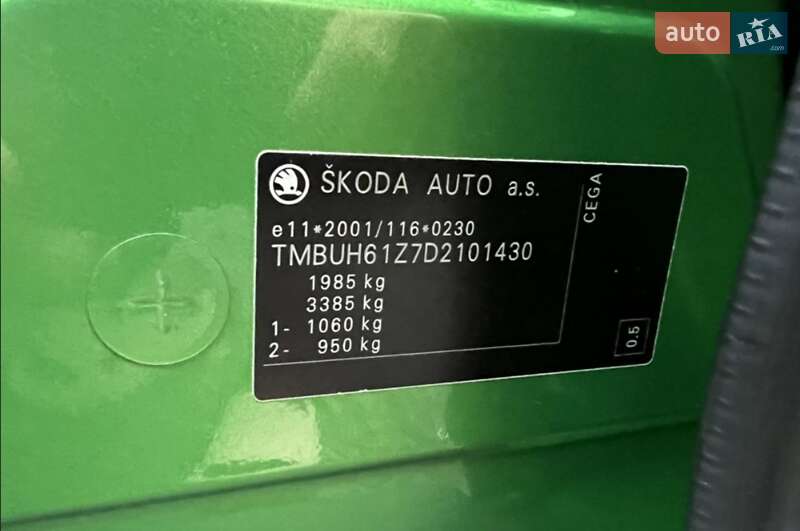 auto RIA
.com
ŠKODA AUTO a.s.
e11*2001/116*0230
TMBUH61Z7D2101430
1985 kg
3385 kg
1- 1060 kg
2- 950 kg
CEGA
0.5